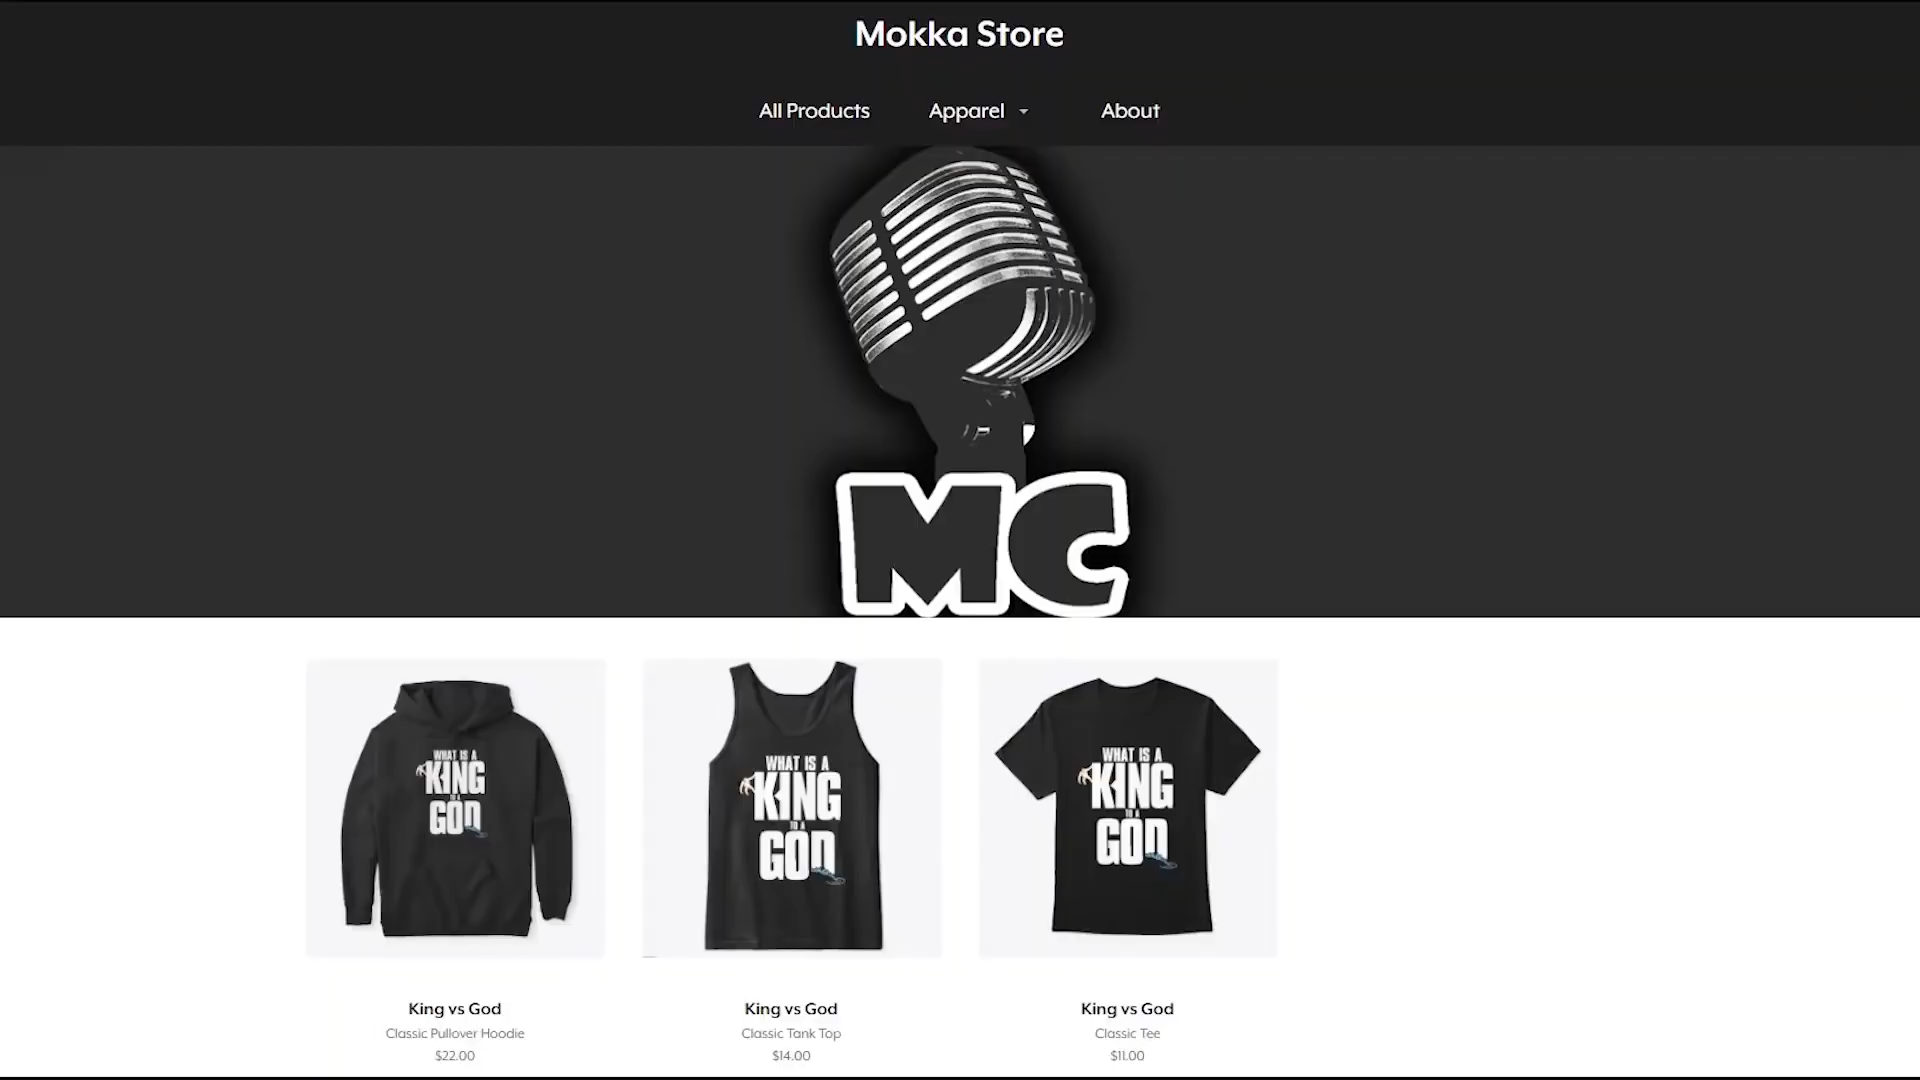 Mokka Store
All Products
Apparel
About
MC
WHAT IS A
KING
TO A
GOD
WHAT IS A
KING
TO A
GOD
WHAT IS A
KING
TO A
GOD
King vs God
Classic Pullover Hoodie
$22.00
King vs God
Classic Tank Top
$14.00
King vs God
Classic Tee
$11.00